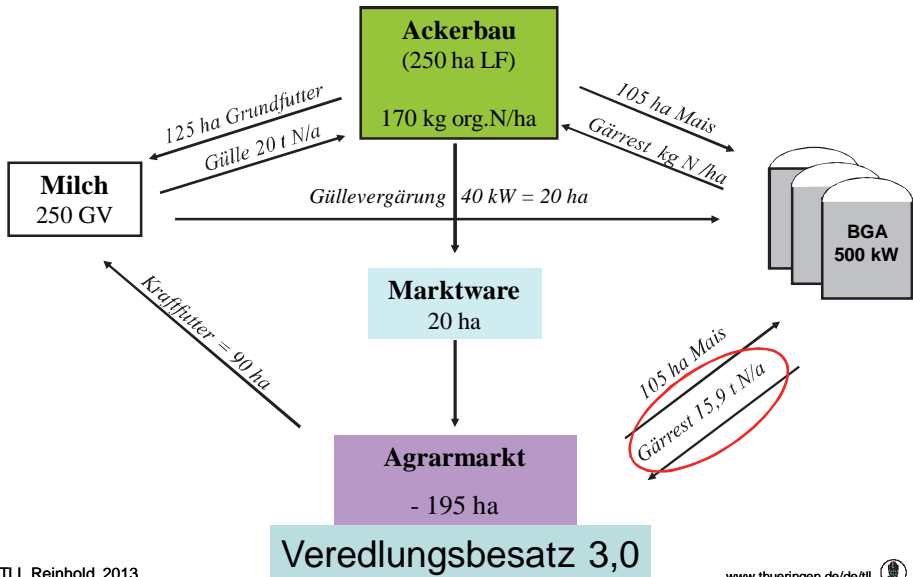 Ackerbau
(250 ha LF)
170 kg org.N/ha
125 ha Grundfutter
Gülle 20 t N/a
105 ha Mais
Gärrest kg N /ha
Milch
250 GV
Güllevergärung 40 kW = 20 ha
BGA
500 kW
Marktware
20 ha
Kraftfutter = 90 ha
105 ha Mais
Gärrest 15,9 t N/a
Agrarmarkt
- 195 ha
Veredlungsbesatz 3,0
TLL Reinhold 2013
www.thueringen.de/de/tll